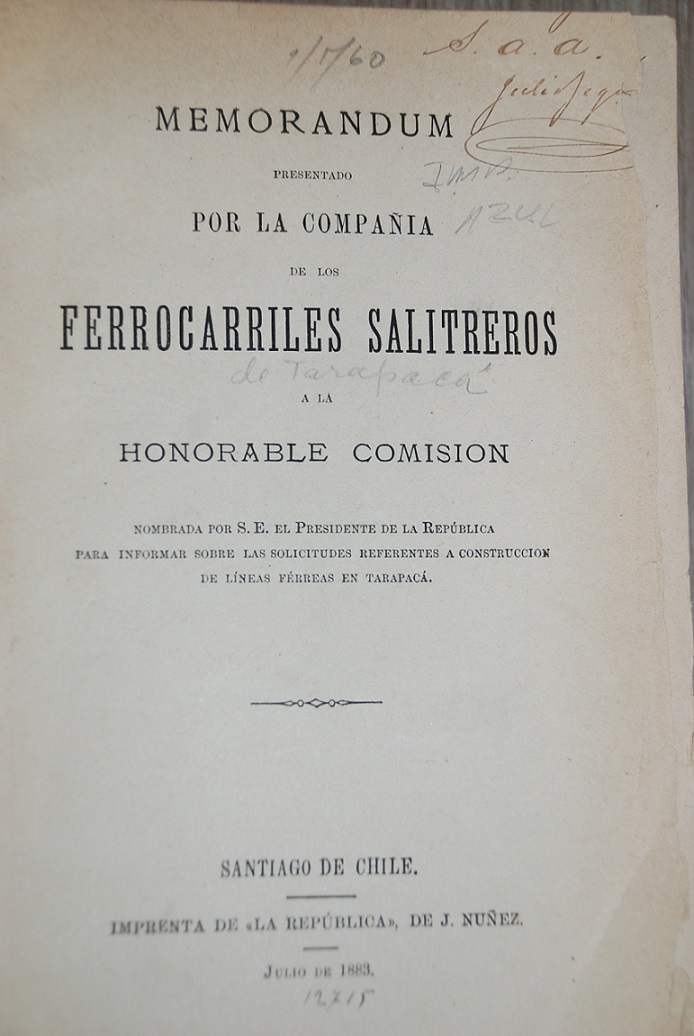 1/17/60
S. a. a.
MEMORANDUM
PRESENTADO
POR LA COMPAÑIA
AZUL
DE LOS
FERROCARRILES SALITREROS
de Tarapacá
A LA
HONORABLE COMISION
NOMBRADA POR S. E. EL PRESIDENTE DE LA REPÚBLICA
PARA INFORMAR SOBRE LAS SOLICITUDES REFERENTES A CONSTRUCCION
DE LÍNEAS FÉRREAS EN TARAPACÁ.
SANTIAGO DE CHILE.
IMPRENTA DE «LA REPÚBLICA», DE J. NUÑEZ.
JULIO DE 1883.